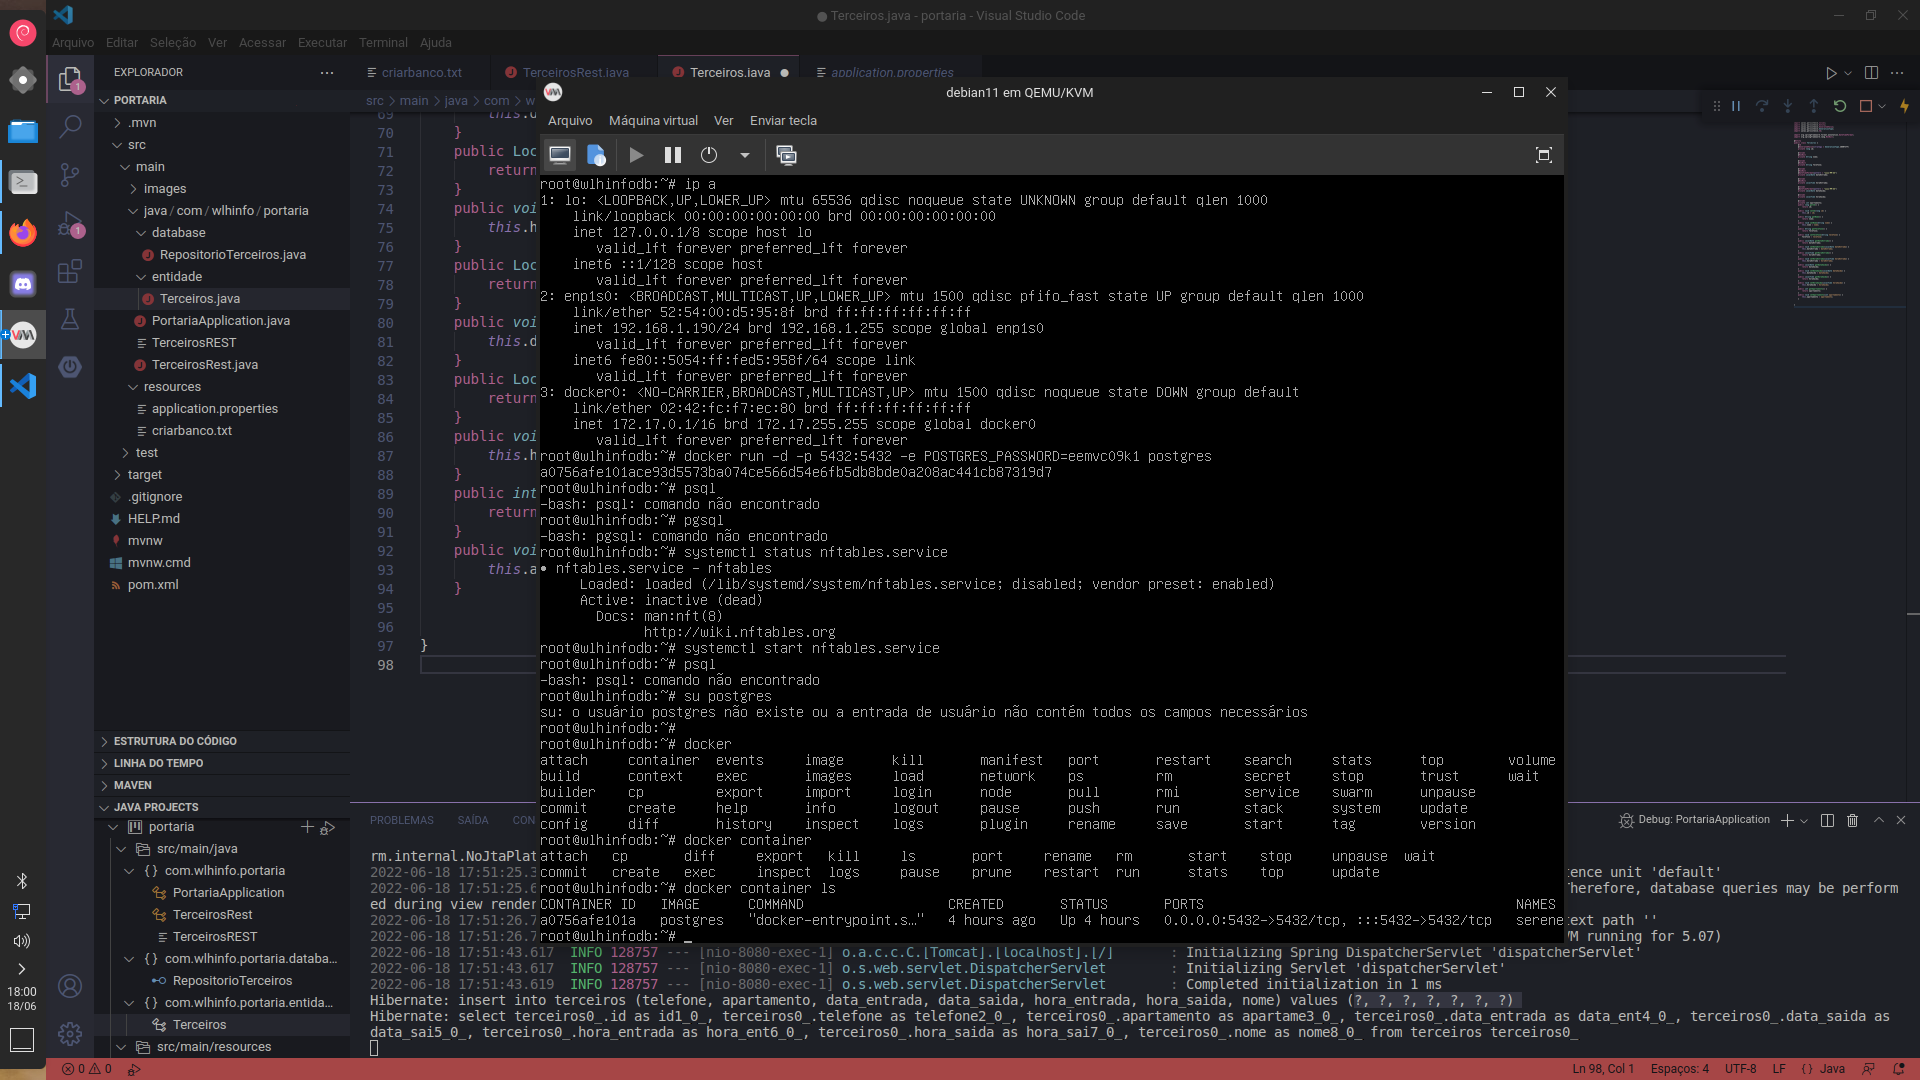 Terceiros.java - portaria - Visual Studio Code
Arquivo Editar Seleção Ver Acessar Executar Terminal Ajuda
EXPLORADOR
criarbanco.txt
TerceirosRest.java
Terceiros.java
application.properties
src > main > java > com > w
PORTARIA
.mvn
src
main
images
java / com / wlhinfo / portaria
database
RepositorioTerceiros.java
entidade
Terceiros.java
PortariaApplication.java
TerceirosREST
TerceirosRest.java
resources
application.properties
criarbanco.txt
test
target
.gitignore
HELP.md
mvnw
mvnw.cmd
pom.xml
ESTRUTURA DO CÓDIGO
LINHA DO TEMPO
MAVEN
JAVA PROJECTS
portaria
src/main/java
com.wlhinfo.portaria
PortariaApplication
TerceirosRest
TerceirosREST
com.wlhinfo.portaria.databa...
RepositorioTerceiros
com.wlhinfo.portaria.entida...
Terceiros
src/main/resources
1
1
69 this.d
70 }
71 public Loc
72 return
73 }
74 public voi
75 this.h
76 }
77 public Loc
78 return
79 }
80 public voi
81 this.d
82 }
83 public Loc
84 return
85 }
86 public voi
87 this.h
88 }
89 public int
90 return
91 }
92 public voi
93 this.a
94 }
95
96
97 }
98
debian11 em QEMU/KVM
Arquivo Máquina virtual Ver Enviar tecla
root@wlhinfodb:~# ip a
1: lo: <LOOPBACK,UP,LOWER_UP> mtu 65536 qdisc noqueue state UNKNOWN group default qlen 1000
link/loopback 00:00:00:00:00:00 brd 00:00:00:00:00:00
inet 127.0.0.1/8 scope host lo
valid_lft forever preferred_lft forever
inet6 ::1/128 scope host
valid_lft forever preferred_lft forever
2: enp1s0: <BROADCAST,MULTICAST,UP,LOWER_UP> mtu 1500 qdisc pfifo_fast state UP group default qlen 1000
link/ether 52:54:00:d5:95:8f brd ff:ff:ff:ff:ff:ff
inet 192.168.1.190/24 brd 192.168.1.255 scope global enp1s0
valid_lft forever preferred_lft forever
inet6 fe80::5054:ff:fed5:958f/64 scope link
valid_lft forever preferred_lft forever
3: docker0: <NO-CARRIER,BROADCAST,MULTICAST,UP> mtu 1500 qdisc noqueue state DOWN group default
link/ether 02:42:fc:f7:ec:80 brd ff:ff:ff:ff:ff:ff
inet 172.17.0.1/16 brd 172.17.255.255 scope global docker0
valid_lft forever preferred_lft forever
root@wlhinfodb:~# docker run -d -p 5432:5432 -e POSTGRES_PASSWORD=eemvc09k1 postgres
a0756afe101ace93d5573ba074ce566d54e6fb5db8bde0a208ac441cb87319d7
root@wlhinfodb:~# psql
-bash: psql: comando não encontrado
root@wlhinfodb:~# pgsql
-bash: pgsql: comando não encontrado
root@wlhinfodb:~# systemctl status nftables.service
● nftables.service - nftables
Loaded: loaded (/lib/systemd/system/nftables.service; disabled; vendor preset: enabled)
Active: inactive (dead)
Docs: man:nft(8)
http://wiki.nftables.org
root@wlhinfodb:~# systemctl start nftables.service
root@wlhinfodb:~# psql
-bash: psql: comando não encontrado
root@wlhinfodb:~# su postgres
su: o usuário postgres não existe ou a entrada de usuário não contém todos os campos necessários
root@wlhinfodb:~#
root@wlhinfodb:~# docker
attach container events image kill manifest port restart search stats top volume
build context exec images load network ps rm secret stop trust wait
builder cp export import login node pull rmi service swarm unpause
commit create help info logout pause push run stack system update
config diff history inspect logs plugin rename save start tag version
root@wlhinfodb:~# docker container
attach cp diff export kill ls port rename rm start stop unpause wait
commit create exec inspect logs pause prune restart run stats top update
root@wlhinfodb:~# docker container ls
CONTAINER ID IMAGE COMMAND CREATED STATUS PORTS NAMES
a0756afe101a postgres "docker-entrypoint.s…" 4 hours ago Up 4 hours 0.0.0.0:5432->5432/tcp, :::5432->5432/tcp serene
root@wlhinfodb:~# _
PROBLEMAS SAÍDA CON
Debug: PortariaApplication
rm.internal.NoJtaPlat
2022-06-18 17:51:25.3 tence unit 'default'
2022-06-18 17:51:25.6 Therefore, database queries may be perform
ed during view render
2022-06-18 17:51:26.7 ext path ''
2022-06-18 17:51:26.7 VM running for 5.07)
2022-06-18 17:51:43.617 INFO 128757 --- [nio-8080-exec-1] o.a.c.c.C.[Tomcat].[localhost].[/] : Initializing Spring DispatcherServlet 'dispatcherServlet'
2022-06-18 17:51:43.617 INFO 128757 --- [nio-8080-exec-1] o.s.web.servlet.DispatcherServlet : Initializing Servlet 'dispatcherServlet'
2022-06-18 17:51:43.619 INFO 128757 --- [nio-8080-exec-1] o.s.web.servlet.DispatcherServlet : Completed initialization in 1 ms
Hibernate: insert into terceiros (telefone, apartamento, data_entrada, data_saida, hora_entrada, hora_saida, nome) values (?, ?, ?, ?, ?, ?, ?)
Hibernate: select terceiros0_.id as id1_0_, terceiros0_.telefone as telefone2_0_, terceiros0_.apartamento as apartame3_0_, terceiros0_.data_entrada as data_ent4_0_, terceiros0_.data_saida as
data_sai5_0_, terceiros0_.hora_entrada as hora_ent6_0_, terceiros0_.hora_saida as hora_sai7_0_, terceiros0_.nome as nome8_0_ from terceiros terceiros0_
18:00
18/06
0 0
Ln 98, Col 1 Espaços: 4 UTF-8 LF {} Java